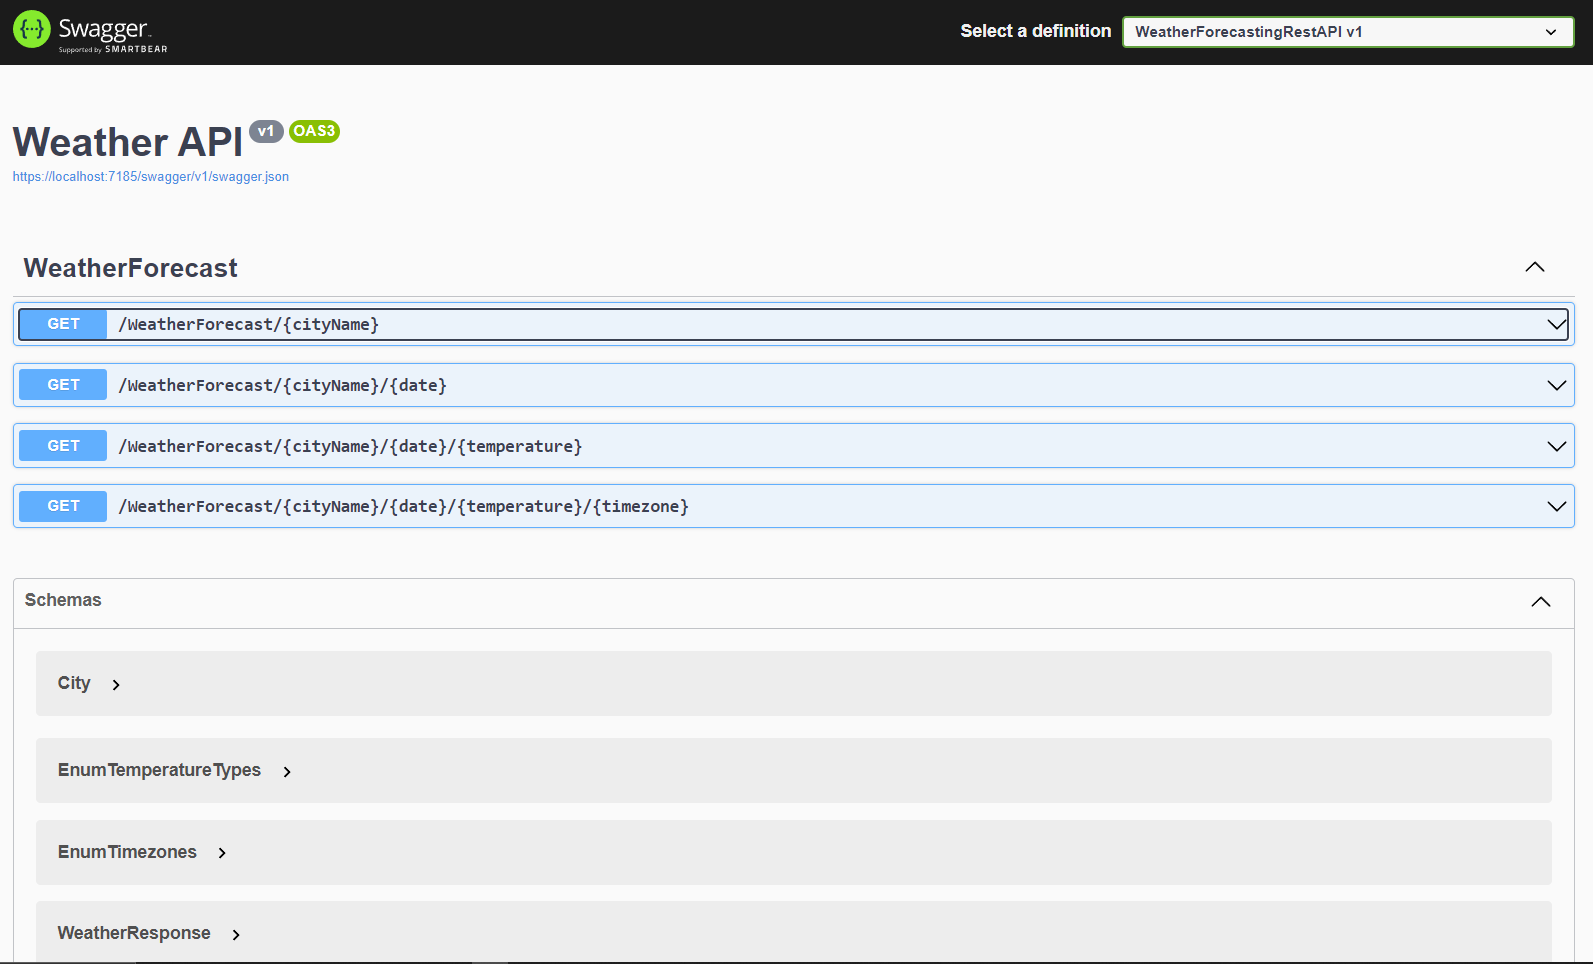 Swagger
Supported by SMARTBEAR
Select a definition
WeatherForecastingRestAPI v1
Weather API v1 OAS3
https://localhost:7185/swagger/v1/swagger.json
WeatherForecast
GET /WeatherForecast/{cityName}
GET /WeatherForecast/{cityName}/{date}
GET /WeatherForecast/{cityName}/{date}/{temperature}
GET /WeatherForecast/{cityName}/{date}/{temperature}/{timezone}
Schemas
City
EnumTemperatureTypes
EnumTimezones
WeatherResponse